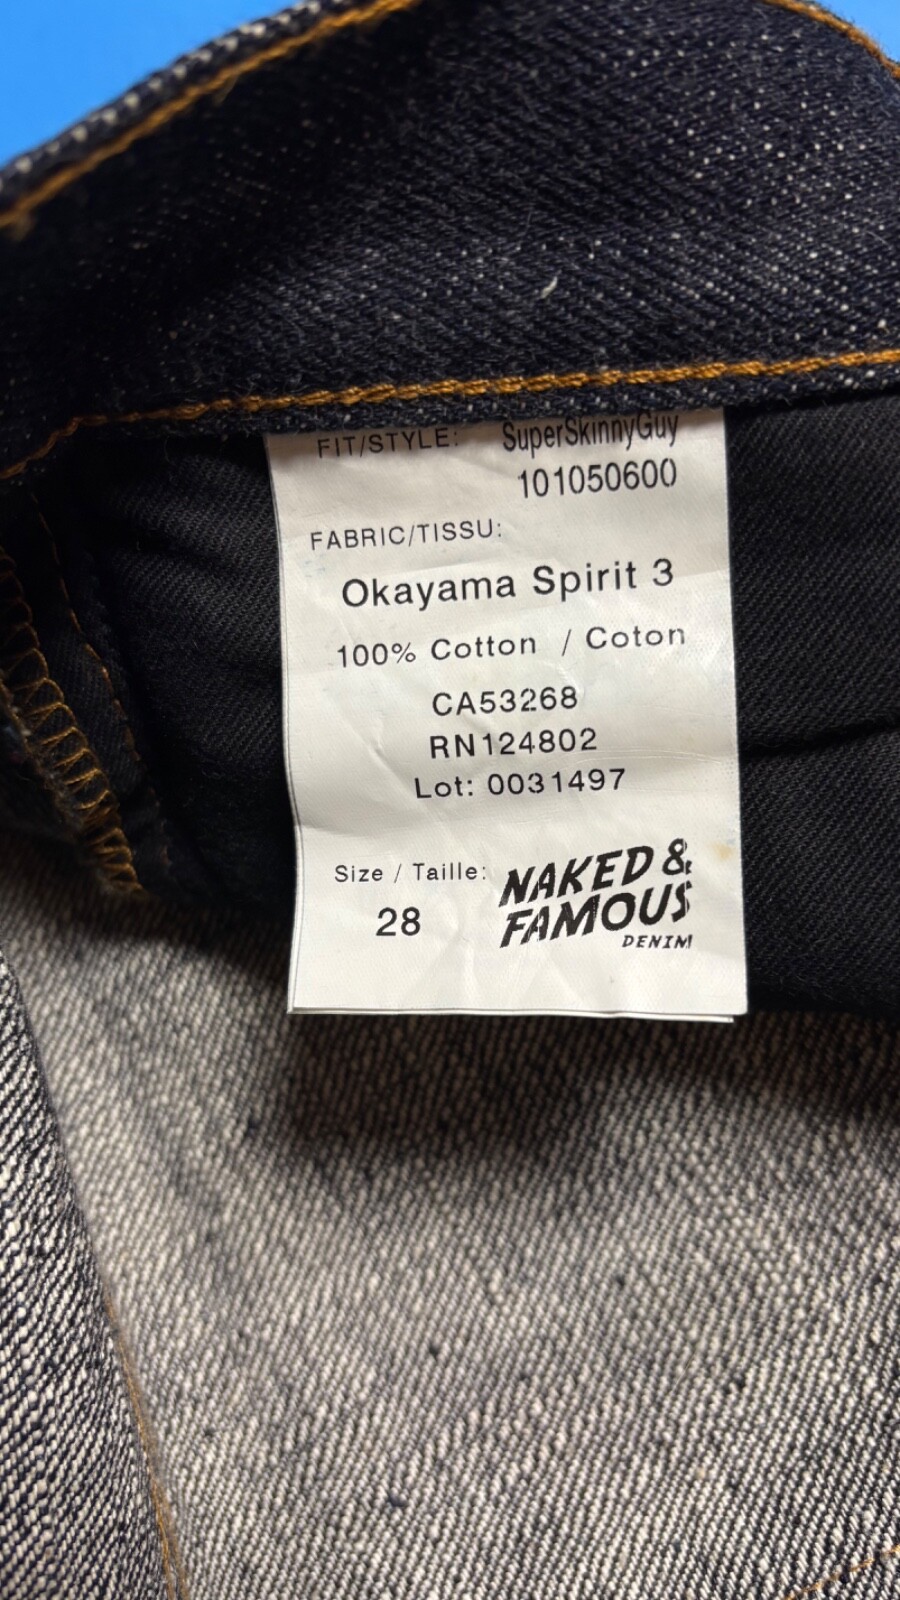 FIT/STYLE: SuperSkinnyGuy
101050600
FABRIC/TISSU:
Okayama Spirit 3
100% Cotton / Coton
CA53268
RN124802
Lot: 0031497
Size / Taille:
28
NAKED &
FAMOUS
DENIM